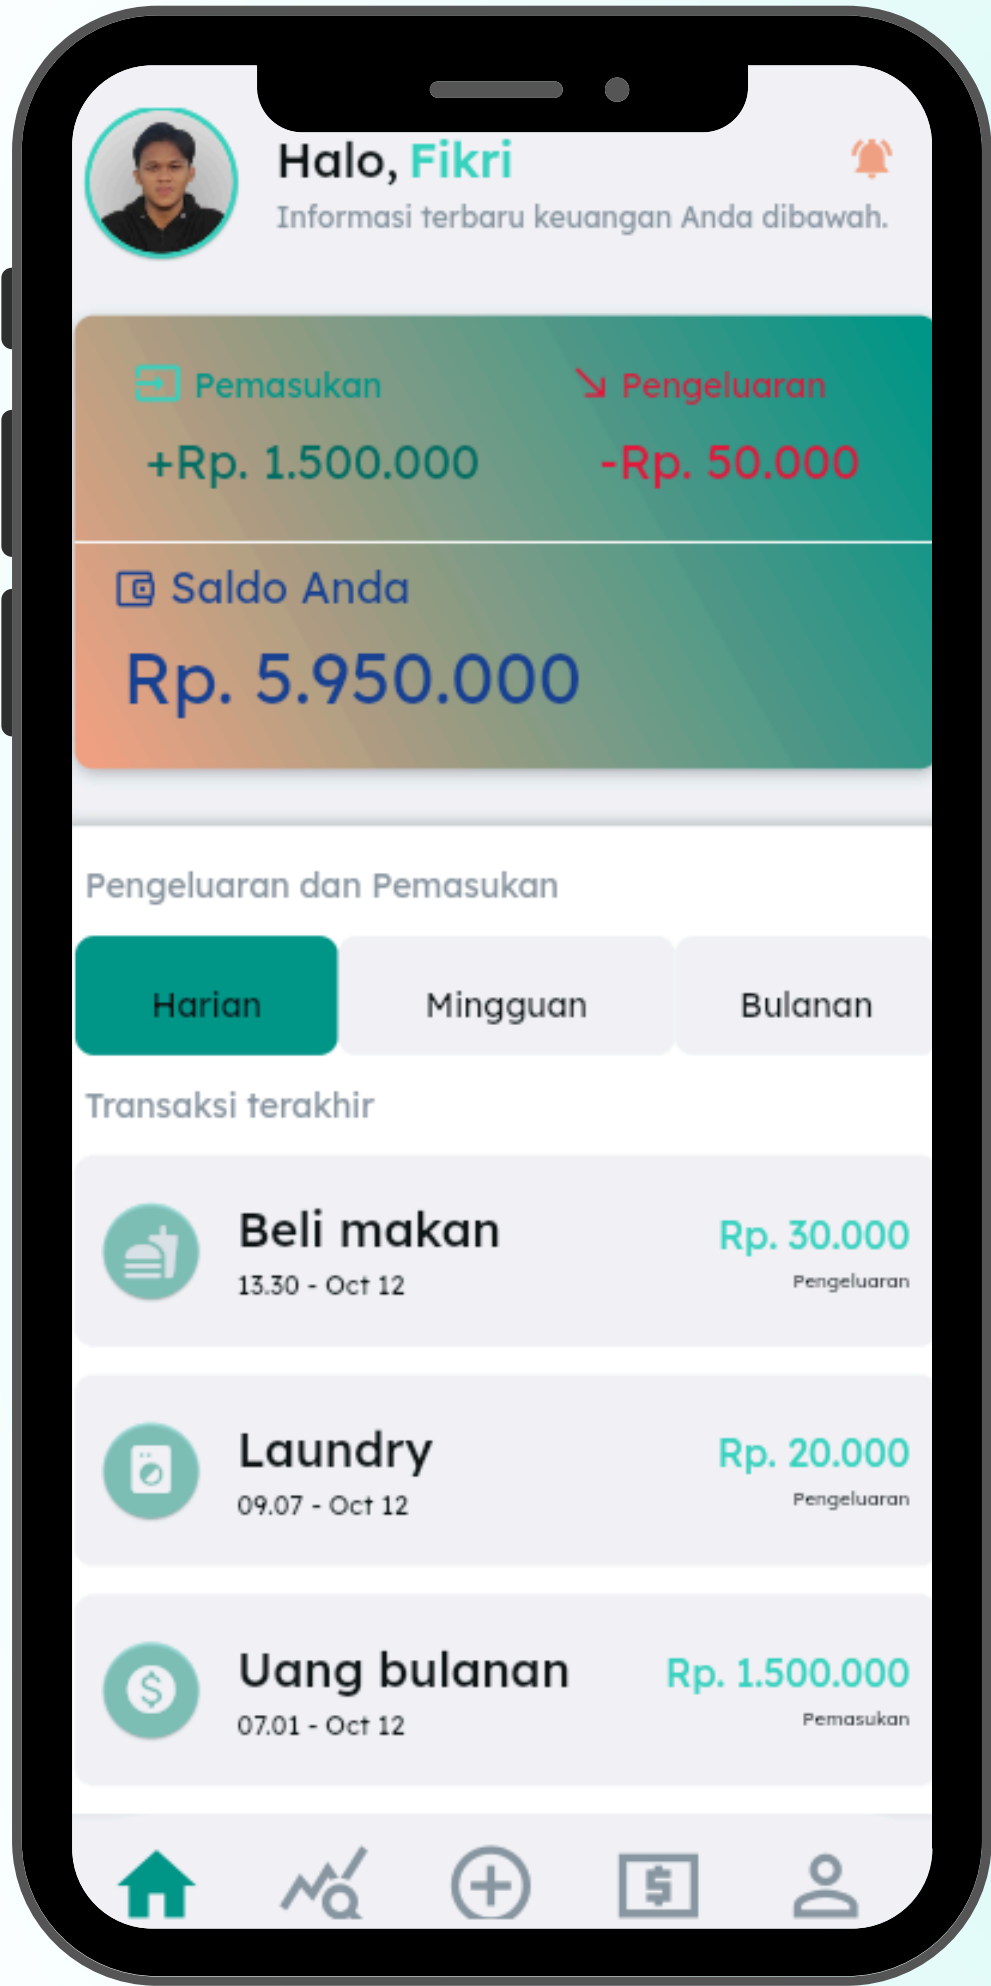 Halo, Fikri
Informasi terbaru keuangan Anda dibawah.
Pemasukan
Pengeluaran
+Rp. 1.500.000
-Rp. 50.000
Saldo Anda
Rp. 5.950.000
Pengeluaran dan Pemasukan
Harian
Mingguan
Bulanan
Transaksi terakhir
Beli makan
Rp. 30.000
13.30 - Oct 12
Pengeluaran
Laundry
Rp. 20.000
09.07 - Oct 12
Pengeluaran
Uang bulanan
Rp. 1.500.000
07.01 - Oct 12
Pemasukan